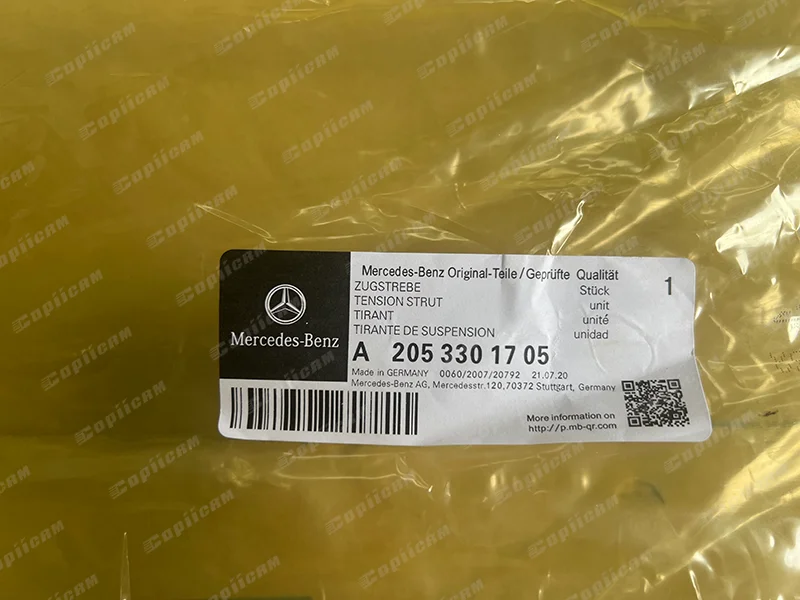 Mercedes-Benz Original-Teile/Geprüfte Qualität
ZUGSTREBE Stück 1
TENSION STRUT unit
TIRANT unité
TIRANTE DE SUSPENSION unidad
Mercedes-Benz
A 205 330 17 05
Made in GERMANY 0060/2007/20792 21.07.20
Mercedes-Benz AG, Mercedesstr.120,70372 Stuttgart, Germany
More information on
http://p.mb-qr.com
Copiicam